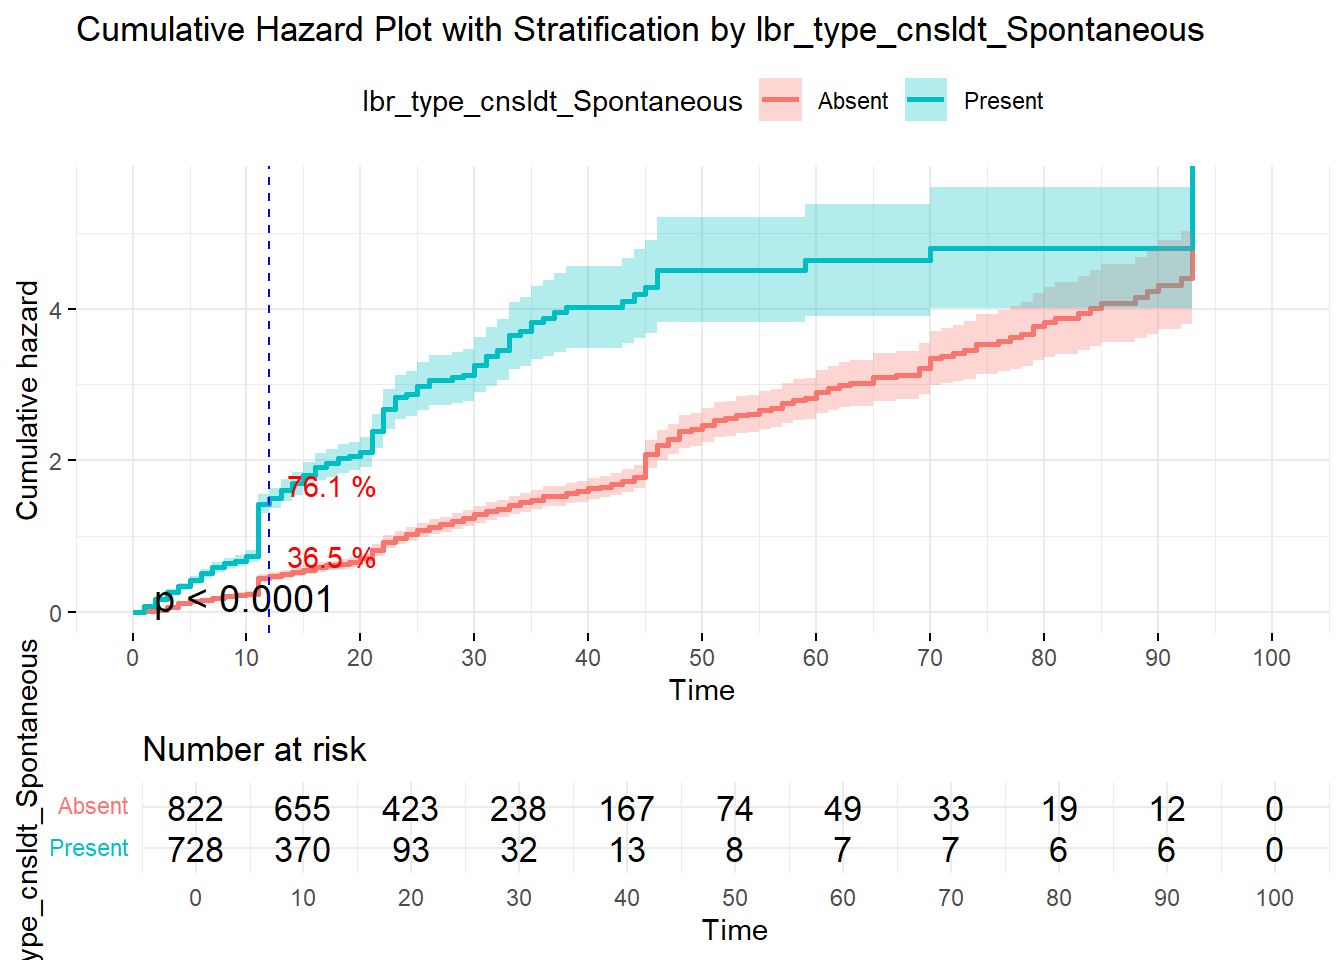 Cumulative Hazard Plot with Stratification by lbr_type_cnsldt_Spontaneous
lbr_type_cnsldt_Spontaneous Absent Present
Cumulative hazard
4
2
0
76.1 %
36.5 %
p < 0.0001
0 10 20 30 40 50 60 70 80 90 100
Time
ype_cnsldt_Spontaneous
Number at risk
Absent 822 655 423 238 167 74 49 33 19 12 0
Present 728 370 93 32 13 8 7 7 6 6 0
0 10 20 30 40 50 60 70 80 90 100
Time